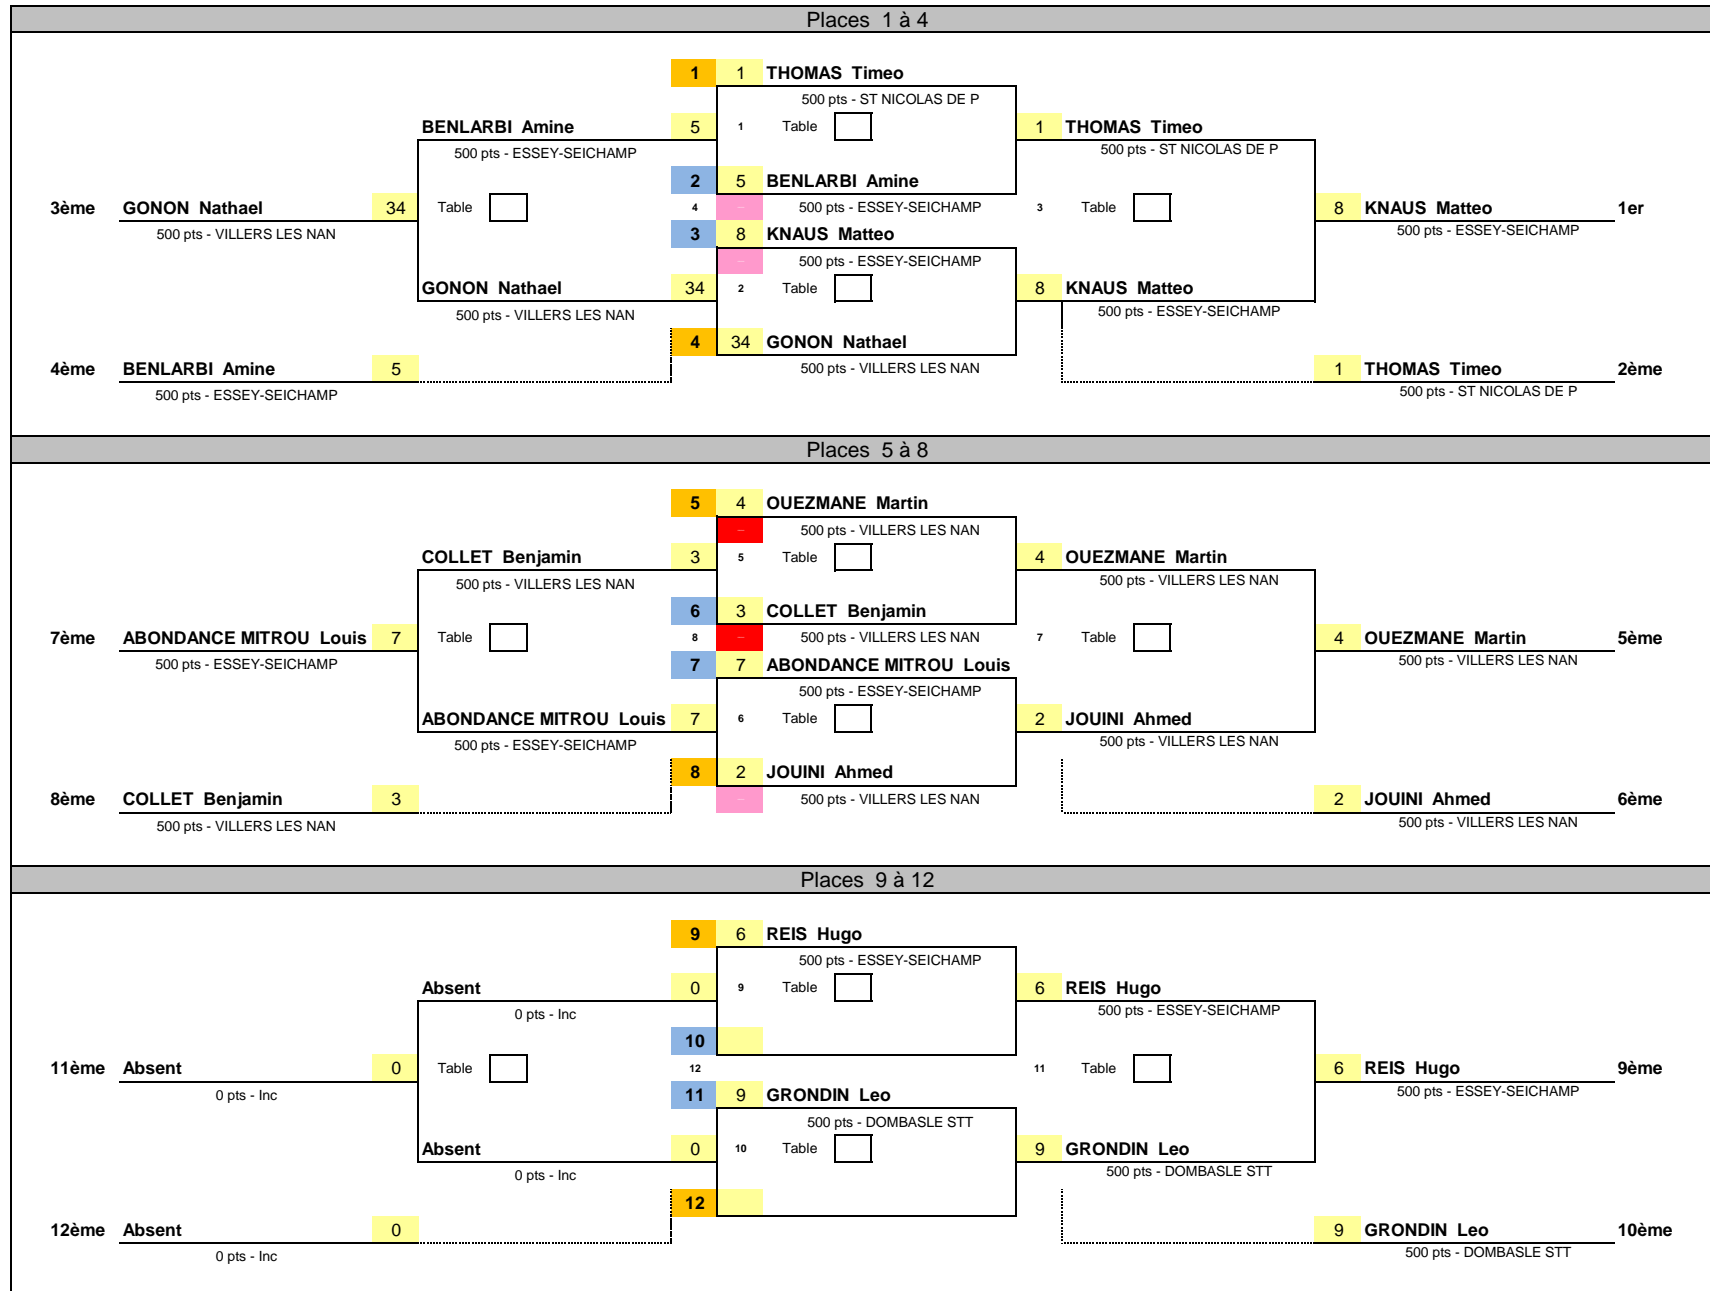 Places 1 à 4
1 1 THOMAS Timeo
500 pts - ST NICOLAS DE P
BENLARBI Amine 5 1 Table 1 THOMAS Timeo
500 pts - ESSEY-SEICHAMP 500 pts - ST NICOLAS DE P
2 5 BENLARBI Amine
3ème GONON Nathael 34 Table 4 500 pts - ESSEY-SEICHAMP 3 Table 8 KNAUS Matteo 1er
500 pts - VILLERS LES NAN 3 8 KNAUS Matteo 500 pts - ESSEY-SEICHAMP
500 pts - ESSEY-SEICHAMP
GONON Nathael 34 2 Table 8 KNAUS Matteo
500 pts - VILLERS LES NAN 500 pts - ESSEY-SEICHAMP
4 34 GONON Nathael
4ème BENLARBI Amine 5 500 pts - VILLERS LES NAN 1 THOMAS Timeo 2ème
500 pts - ESSEY-SEICHAMP 500 pts - ST NICOLAS DE P
Places 5 à 8
5 4 OUEZMANE Martin
500 pts - VILLERS LES NAN
COLLET Benjamin 3 5 Table 4 OUEZMANE Martin
500 pts - VILLERS LES NAN 500 pts - VILLERS LES NAN
6 3 COLLET Benjamin
7ème ABONDANCE MITROU Louis 7 Table 8 500 pts - VILLERS LES NAN 7 Table 4 OUEZMANE Martin 5ème
500 pts - ESSEY-SEICHAMP 7 7 ABONDANCE MITROU Louis 500 pts - VILLERS LES NAN
500 pts - ESSEY-SEICHAMP
ABONDANCE MITROU Louis 7 6 Table 2 JOUINI Ahmed
500 pts - ESSEY-SEICHAMP 500 pts - VILLERS LES NAN
8 2 JOUINI Ahmed
8ème COLLET Benjamin 3 500 pts - VILLERS LES NAN 2 JOUINI Ahmed 6ème
500 pts - VILLERS LES NAN 500 pts - VILLERS LES NAN
Places 9 à 12
9 6 REIS Hugo
500 pts - ESSEY-SEICHAMP
Absent 0 9 Table 6 REIS Hugo
0 pts - Inc 500 pts - ESSEY-SEICHAMP
10
11ème Absent 0 Table 12 11 Table 6 REIS Hugo 9ème
0 pts - Inc 11 9 GRONDIN Leo 500 pts - ESSEY-SEICHAMP
500 pts - DOMBASLE STT
Absent 0 10 Table 9 GRONDIN Leo
0 pts - Inc 500 pts - DOMBASLE STT
12
12ème Absent 0 9 GRONDIN Leo 10ème
0 pts - Inc 500 pts - DOMBASLE STT